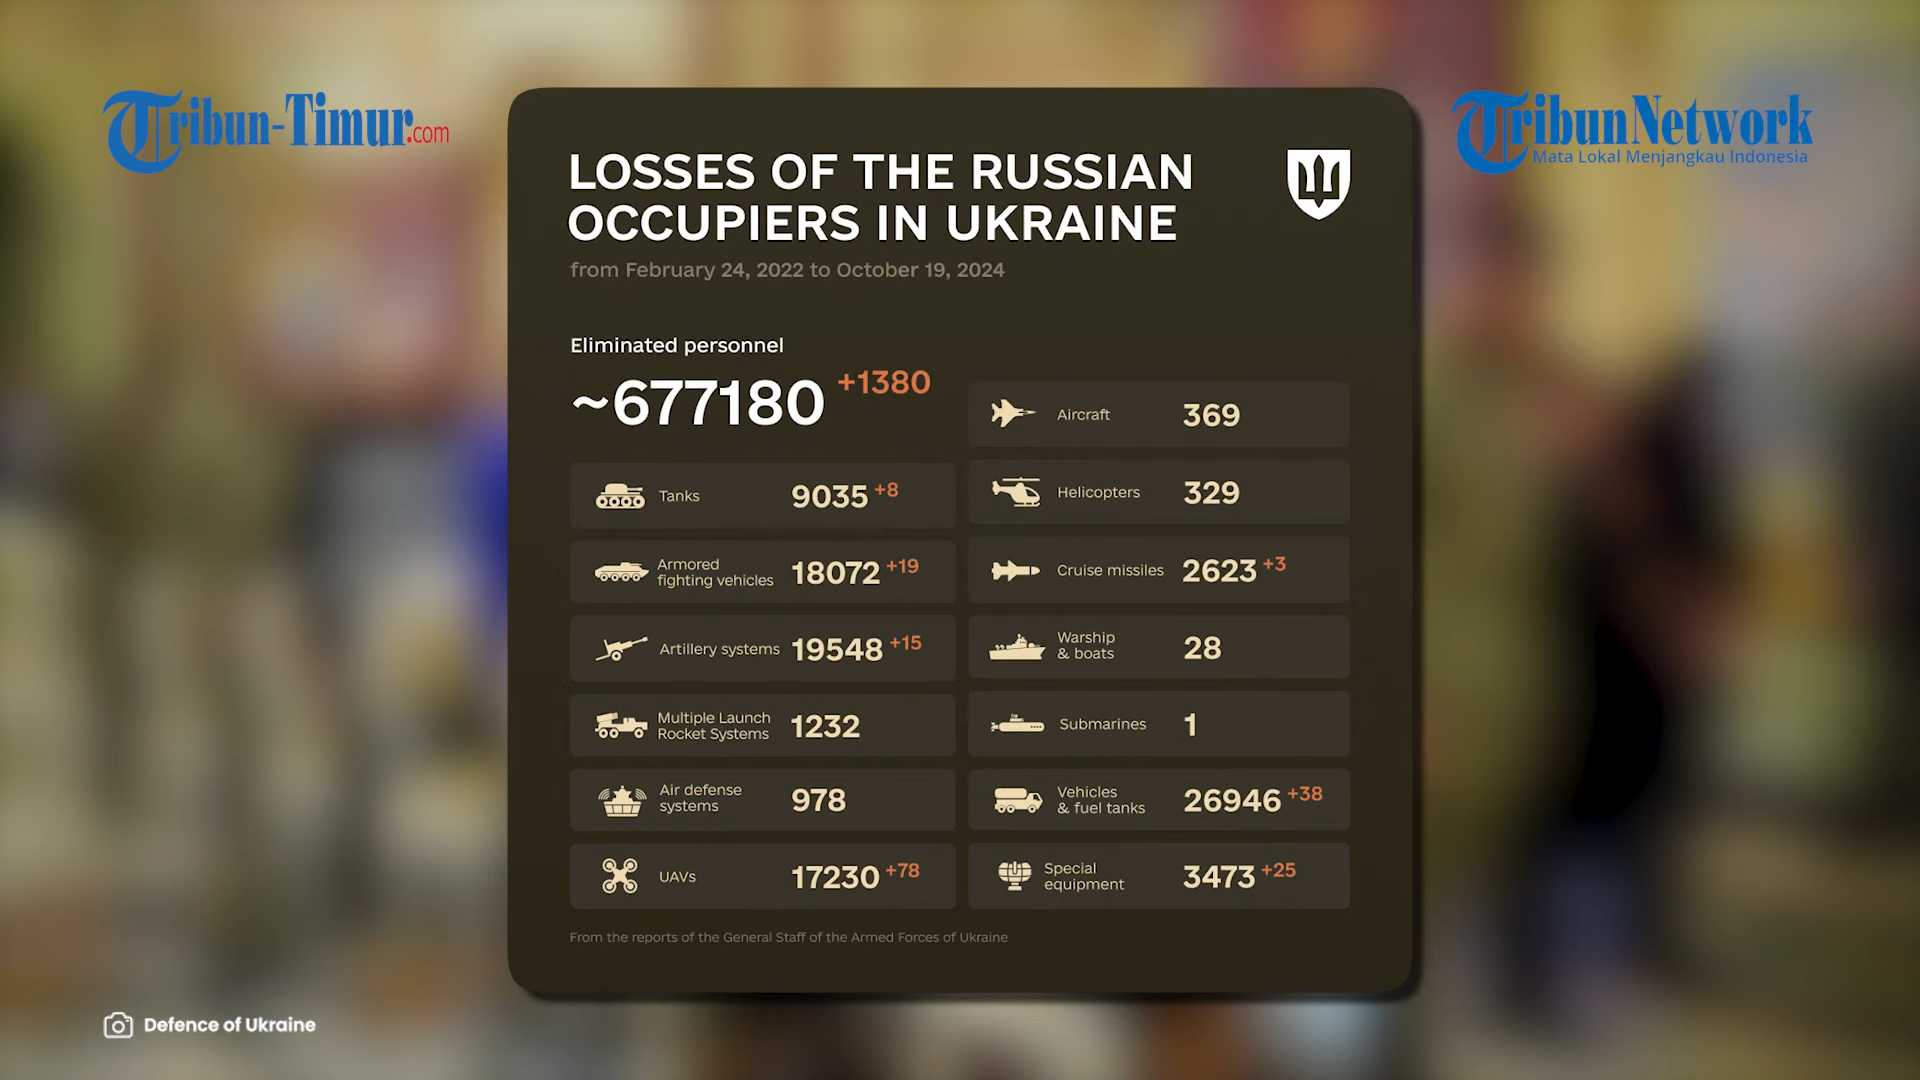 Tribun-Timur.com
TribunNetwork
Mata Lokal Menjangkau Indonesia
LOSSES OF THE RUSSIAN
OCCUPIERS IN UKRAINE
from February 24, 2022 to October 19, 2024
Eliminated personnel
~677180 +1380
Tanks 9035 +8
Armored
fighting vehicles 18072 +19
Artillery systems 19548 +15
Multiple Launch
Rocket Systems 1232
Air defense
systems 978
UAVs 17230 +78
Aircraft 369
Helicopters 329
Cruise missiles 2623 +3
Warship
& boats 28
Submarines 1
Vehicles
& fuel tanks 26946 +38
Special
equipment 3473 +25
From the reports of the General Staff of the Armed Forces of Ukraine
Defence of Ukraine